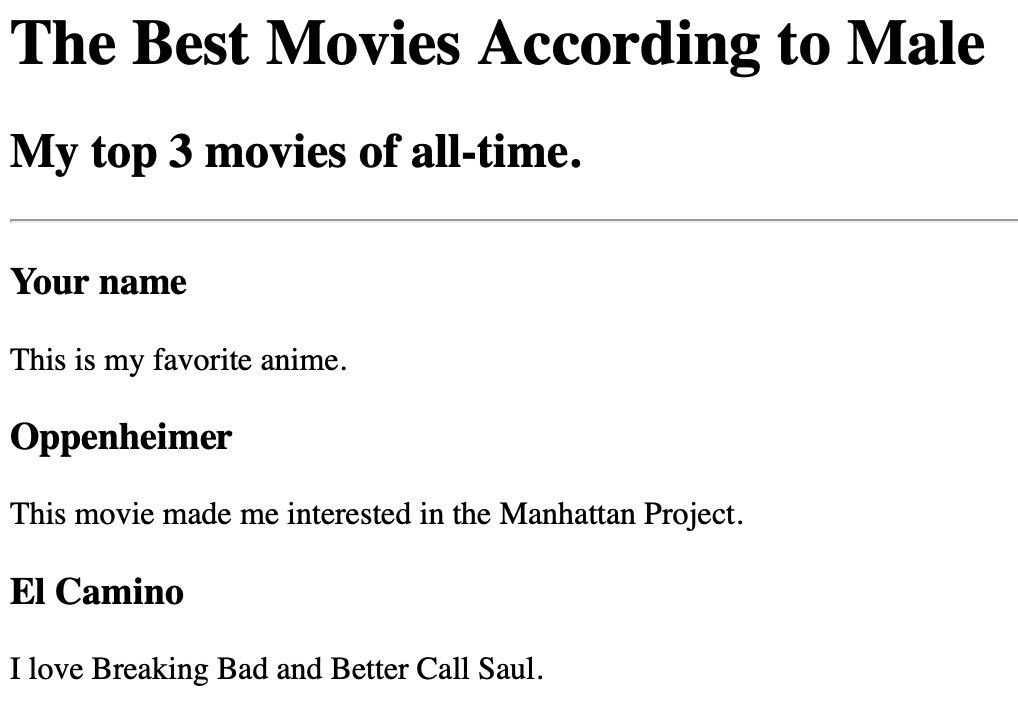 The Best Movies According to Male
My top 3 movies of all-time.
Your name
This is my favorite anime.
Oppenheimer
This movie made me interested in the Manhattan Project.
El Camino
I love Breaking Bad and Better Call Saul.